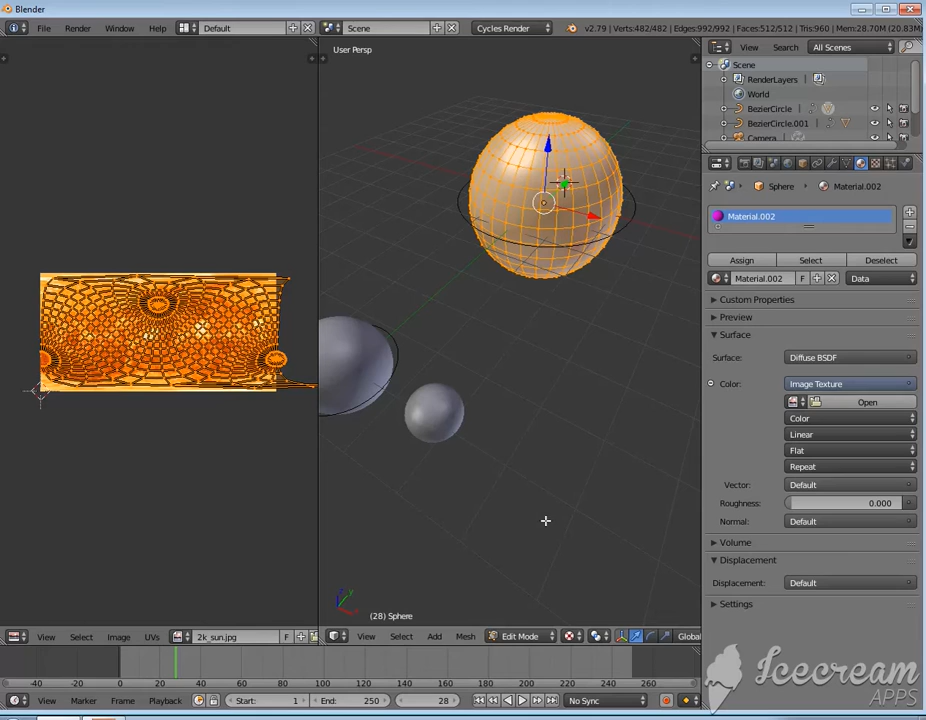 Blender
File Render Window Help Default Scene Cycles Render v2.79 | Verts:482/482 | Edges:992/992 | Faces:512/512 | Tris:960 | Mem:28.70M (20.83M)
User Persp
View Search All Scenes
Scene
RenderLayers
World
BezierCircle
BezierCircle.001
Camera
Sphere Material.002
Material.002
Assign Select Deselect
Material.002 F Data
Custom Properties
Preview
Surface
Surface: Diffuse BSDF
Color: Image Texture
Open
Color
Linear
Flat
Repeat
Vector: Default
Roughness: 0.000
Normal: Default
Volume
Displacement
Displacement: Default
Settings
(28) Sphere
View Select Image UVs 2k_sun.jpg F
View Select Add Mesh Edit Mode Global
-40 -20 0 20 40 60 80 100 120 140 160 180 200 220 240 260
View Marker Frame Playback Start: 1 End: 250 28 No Sync
Icecream
APPS